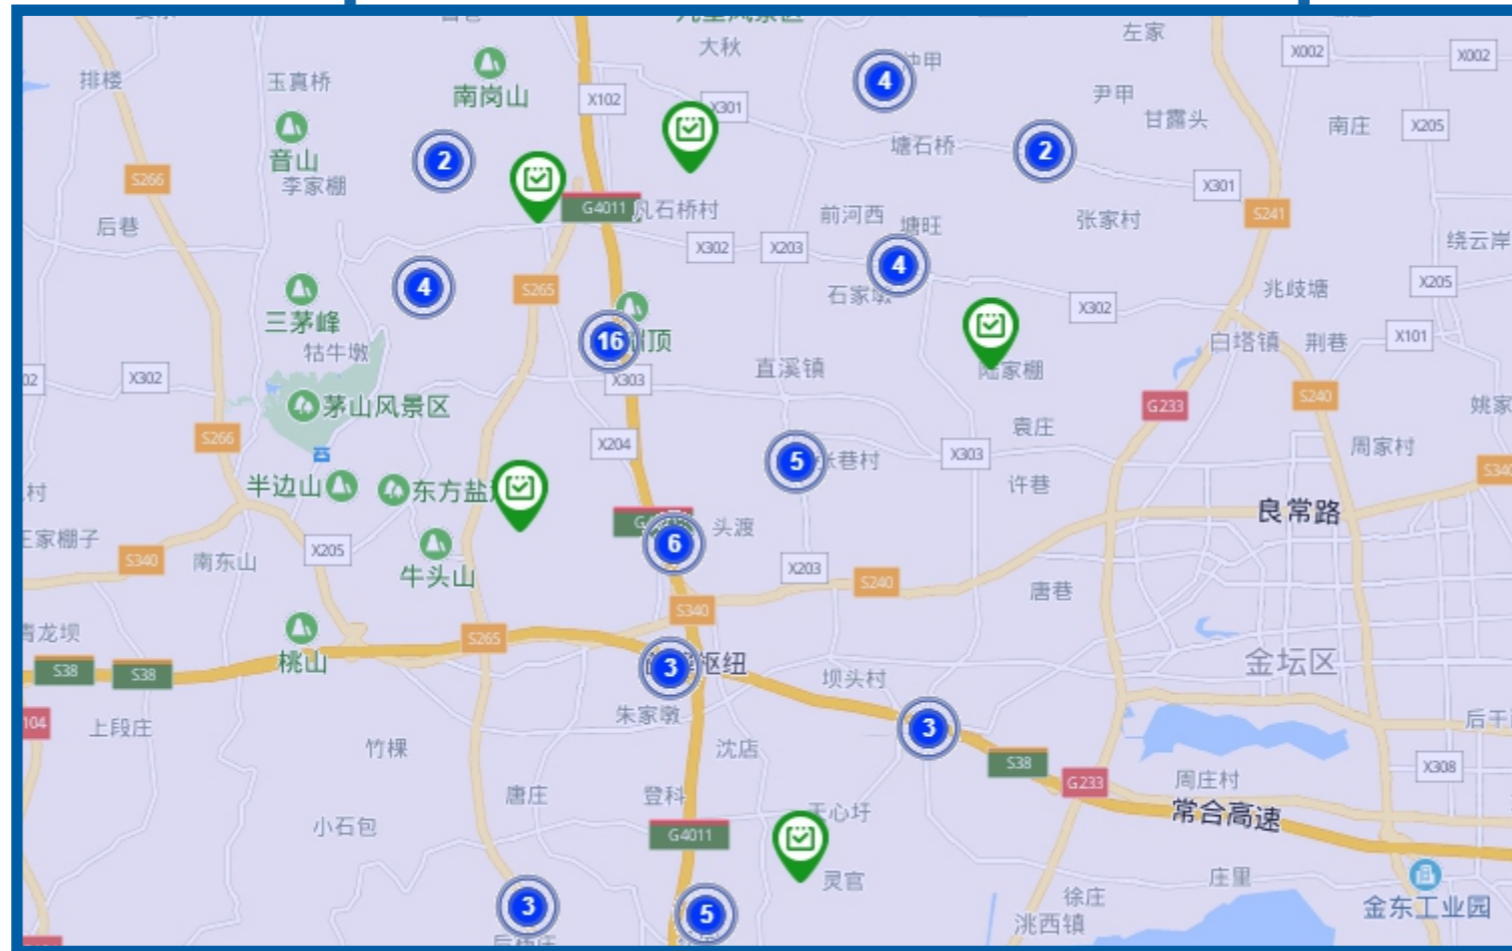 大秋
左家
X002
X002
排楼
玉真桥
南岗山
X102
X301
4
尹甲
甘露头
南庄
X205
音山
李家棚
2
塘石桥
2
S266
X301
后巷
G4011
凡石桥村
前河西
塘旺
张家村
S241
绕云岸
X302
X203
4
4
S265
石家墩
X302
兆岐塘
X205
三茅峰
牯牛墩
16
顶
白塔镇
荆巷
X101
02
X302
X303
直溪镇
陆家棚
茅山风景区
G233
S240
姚家
S266
X204
袁庄
周家村
5
张巷村
X303
S340
半边山
东方盐
许巷
村
良常路
王家棚子
S340
南东山
X205
6
头渡
牛头山
X203
S240
唐巷
S340
青龙坝
桃山
S265
3
枢纽
金坛区
S38
S38
坝头村
104
上段庄
朱家墩
3
后干
竹棵
沈店
S38
G233
周庄村
X308
唐庄
登科
天心圩
常合高速
小石包
G4011
灵官
庄里
3
5
徐庄
洮西镇
金东工业园